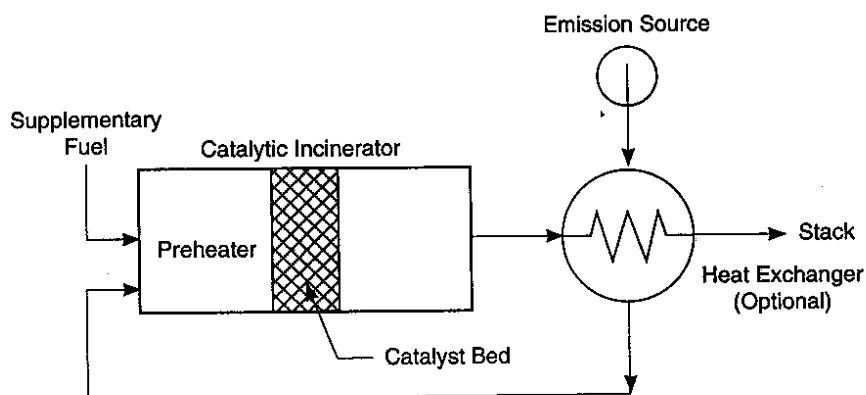 Emission Source
Supplementary
Fuel
Catalytic Incinerator
Preheater
Stack
Heat Exchanger
(Optional)
Catalyst Bed